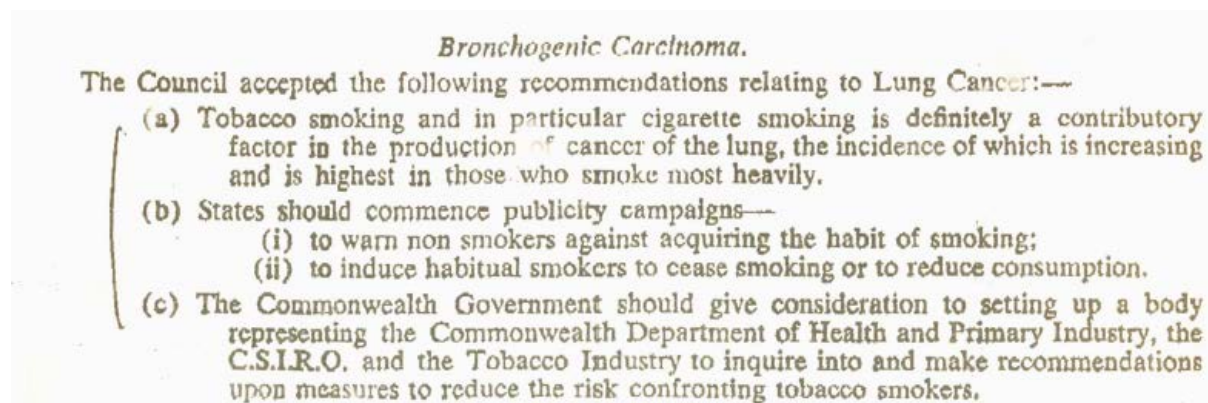 Bronchogenic Carcinoma.
The Council accepted the following recommendations relating to Lung Cancer:—
(a) Tobacco smoking and in particular cigarette smoking is definitely a contributory
factor in the production of cancer of the lung, the incidence of which is increasing
and is highest in those who smoke most heavily.
(b) States should commence publicity campaigns—
(i) to warn non smokers against acquiring the habit of smoking;
(ii) to induce habitual smokers to cease smoking or to reduce consumption.
(c) The Commonwealth Government should give consideration to setting up a body
representing the Commonwealth Department of Health and Primary Industry, the
C.S.I.R.O. and the Tobacco Industry to inquire into and make recommendations
upon measures to reduce the risk confronting tobacco smokers.